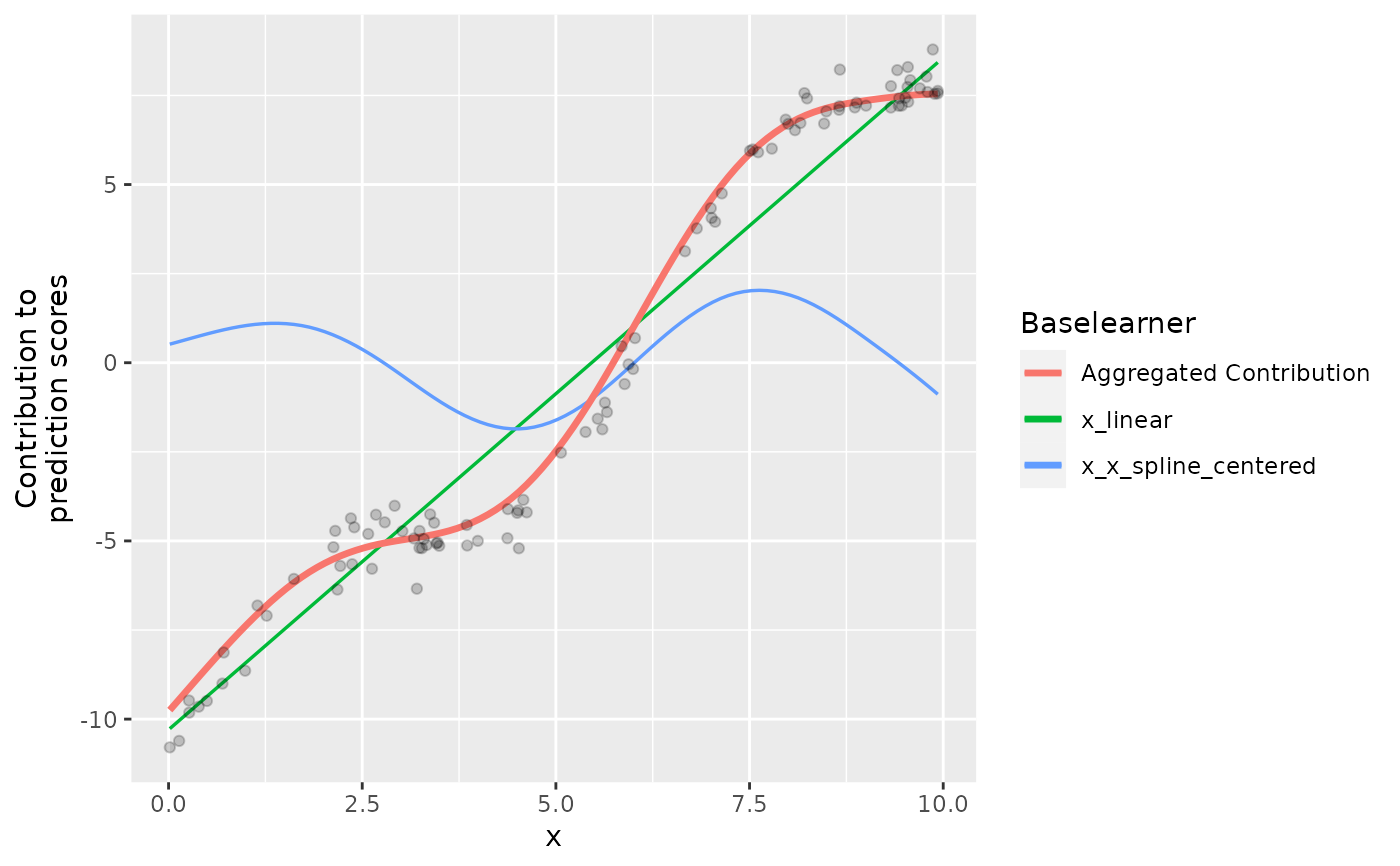 Contribution to
prediction scores
5
0
-5
-10
0.0
2.5
5.0
7.5
10.0
x
Baselearner
Aggregated Contribution
x_linear
x_x_spline_centered